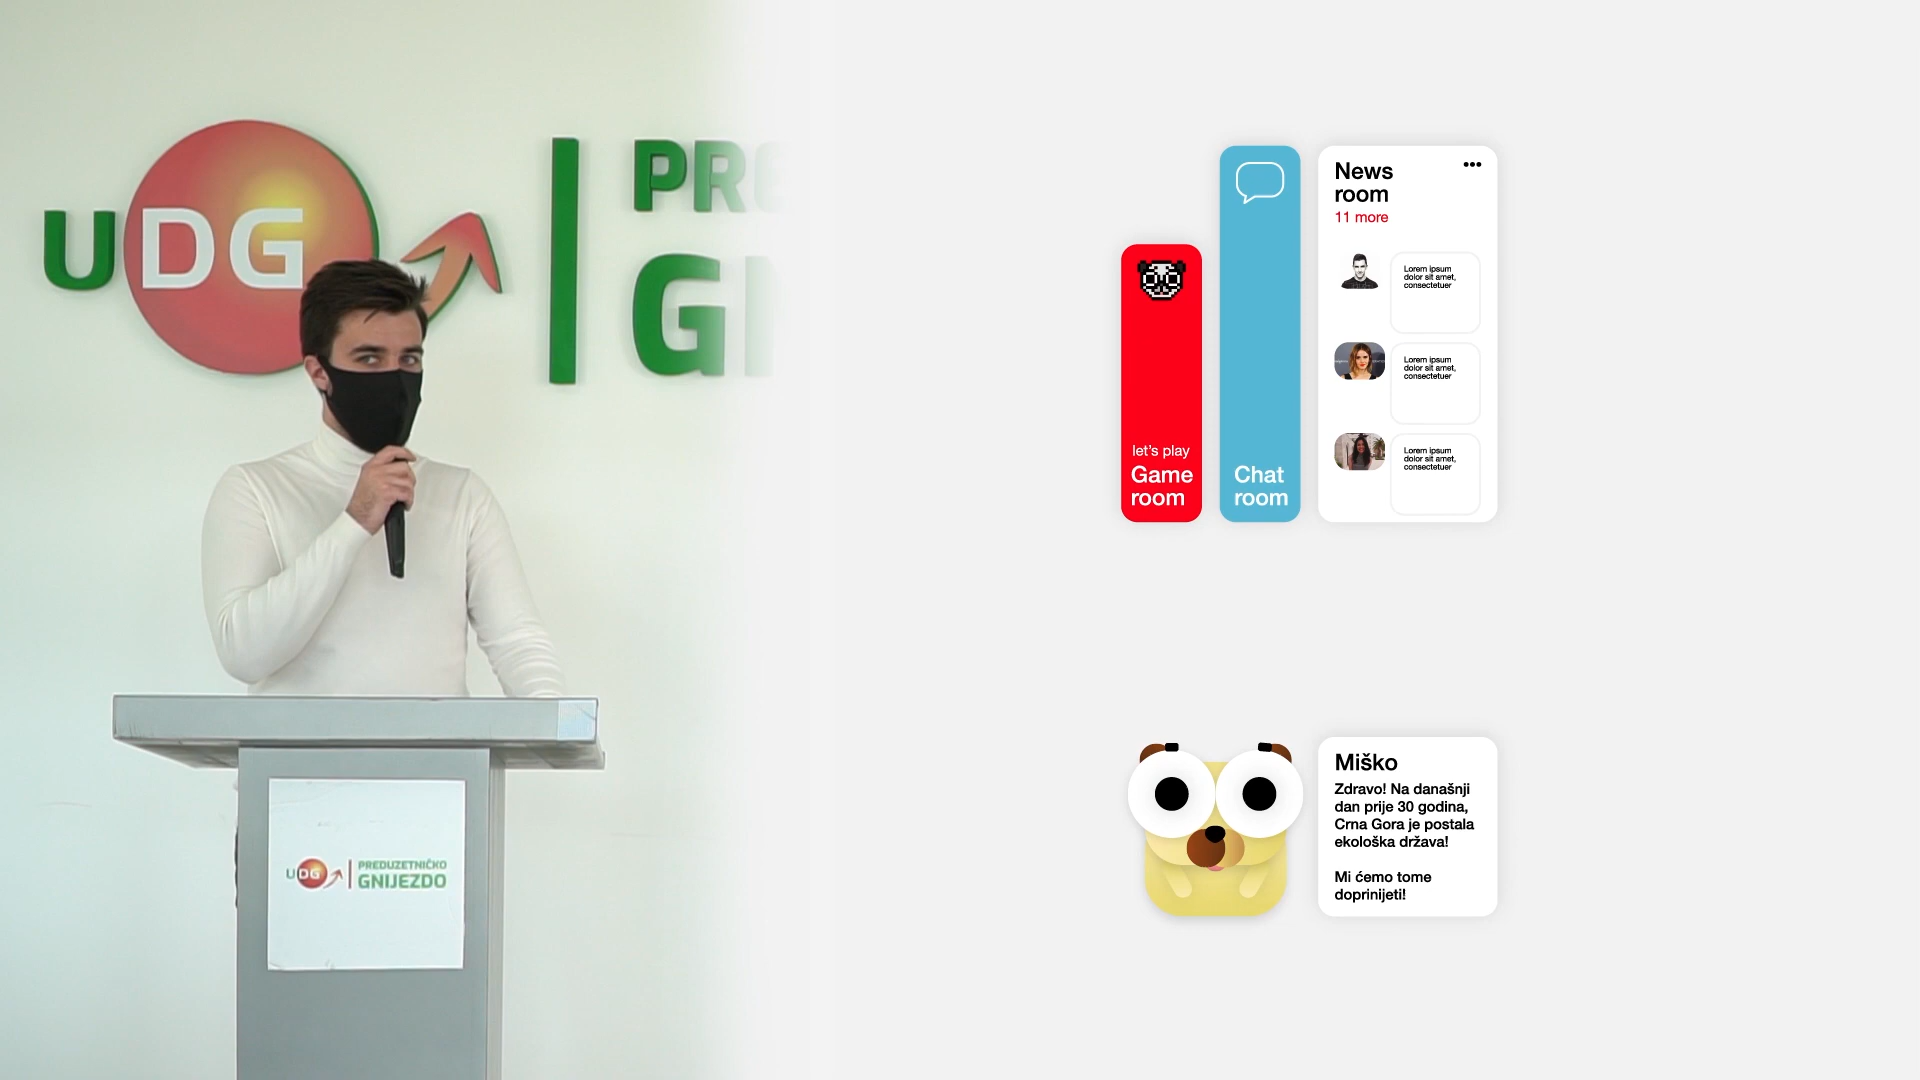 UDG
PRE
G
UDG
PREDUZETNIČKO
GNIJEZDO
let's play
Game
room
Chat
room
News
room
11 more
Lorem ipsum
dolor sit amet,
consectetuer
Lorem ipsum
dolor sit amet,
consectetuer
Lorem ipsum
dolor sit amet,
consectetuer
Miško
Zdravo! Na današnji
dan prije 30 godina,
Crna Gora je postala
ekološka država!
Mi ćemo tome
doprinijeti!